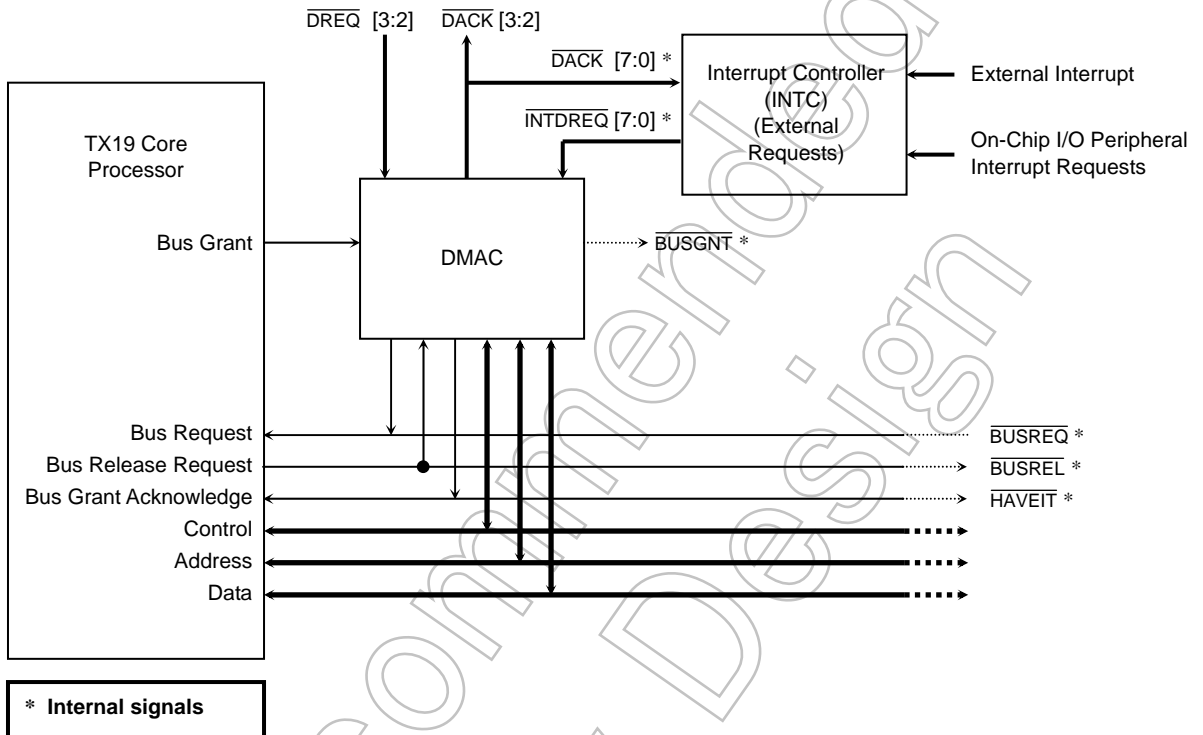 DREQ [3:2] DACK [3:2]
DACK [7:0] *
INTDREQ [7:0] *
Interrupt Controller
(INTC)
(External
Requests)
External Interrupt
On-Chip I/O Peripheral
Interrupt Requests
TX19 Core
Processor
Bus Grant
DMAC
BUSGNT *
Bus Request
BUSREQ *
Bus Release Request
BUSREL *
Bus Grant Acknowledge
HAVEIT *
Control
Address
Data
* Internal signals
commended
Design